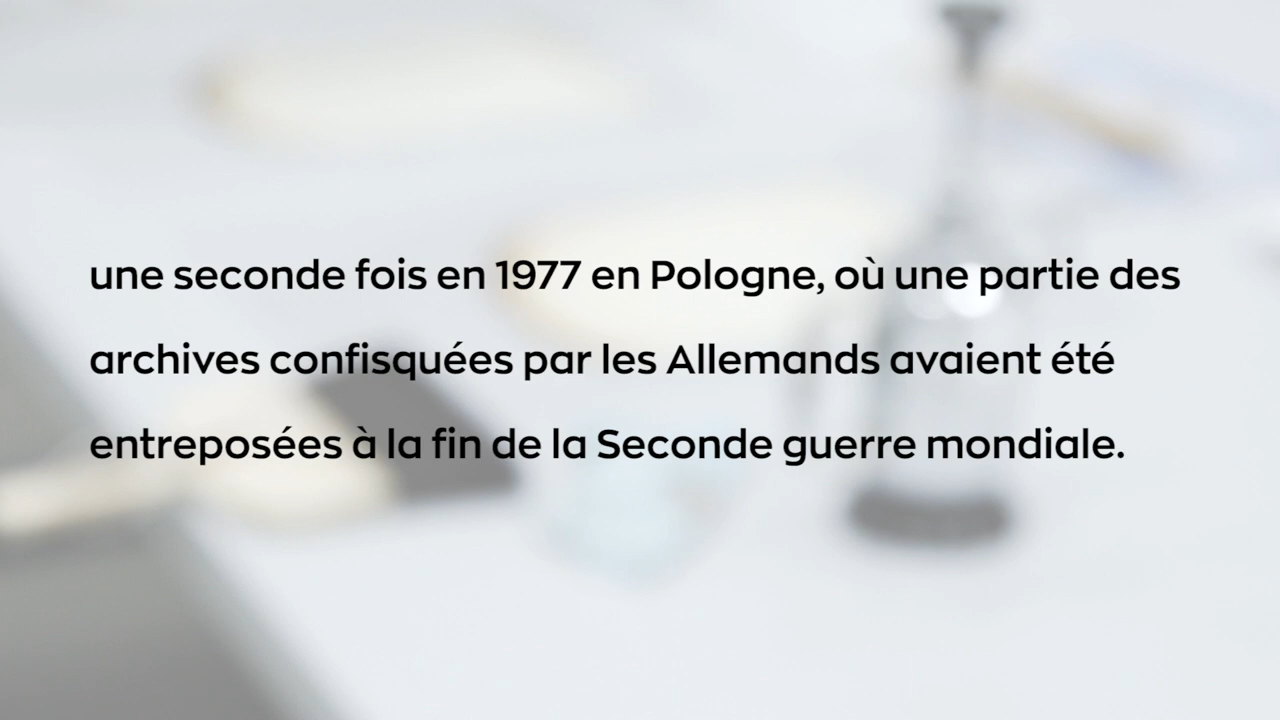 une seconde fois en 1977 en Pologne, où une partie des
archives confisquées par les Allemands avaient été
entreposées à la fin de la Seconde guerre mondiale.